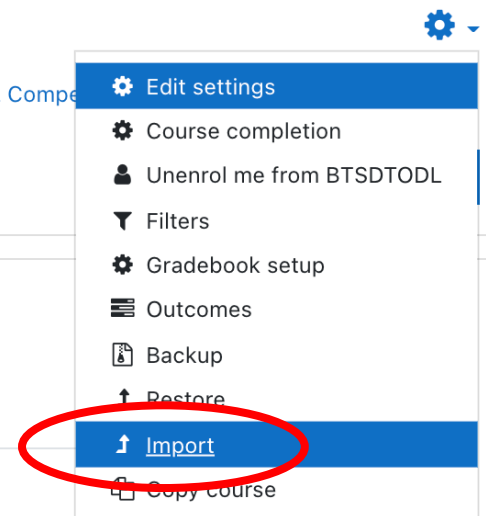 Compe
Edit settings
Course completion
Unenrol me from BTSDTODL
Filters
Gradebook setup
Outcomes
Backup
Restore
Import
Copy course